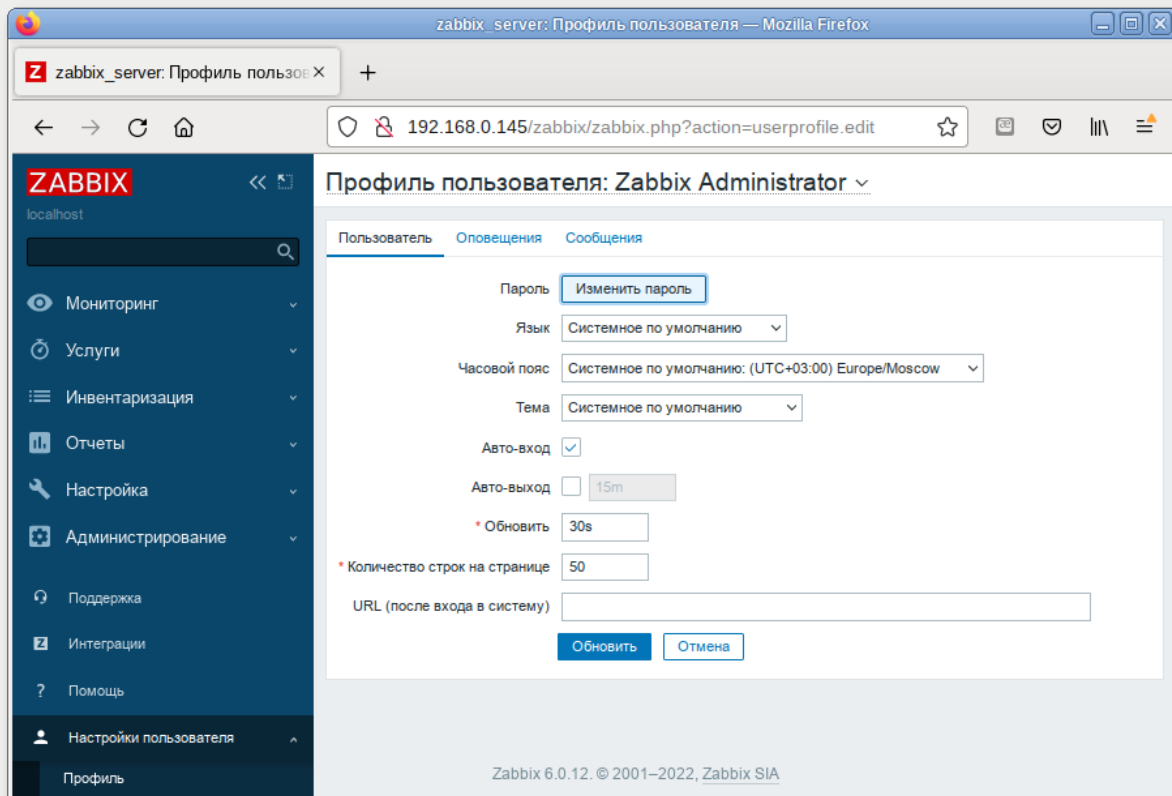 zabbix_server: Профиль пользователя — Mozilla Firefox
Z zabbix_server: Профиль пользов
192.168.0.145/zabbix/zabbix.php?action=userprofile.edit
ZABBIX
localhost
Мониторинг
Услуги
Инвентаризация
Отчеты
Настройка
Администрирование
Поддержка
Z Интеграции
? Помощь
Настройки пользователя
Профиль
Профиль пользователя: Zabbix Administrator
Пользователь Оповещения Сообщения
Пароль Изменить пароль
Язык Системное по умолчанию
Часовой пояс Системное по умолчанию: (UTC+03:00) Europe/Moscow
Тема Системное по умолчанию
Авто-вход
Авто-выход 15m
* Обновить 30s
* Количество строк на странице 50
URL (после входа в систему)
Обновить Отмена
Zabbix 6.0.12. © 2001–2022, Zabbix SIA